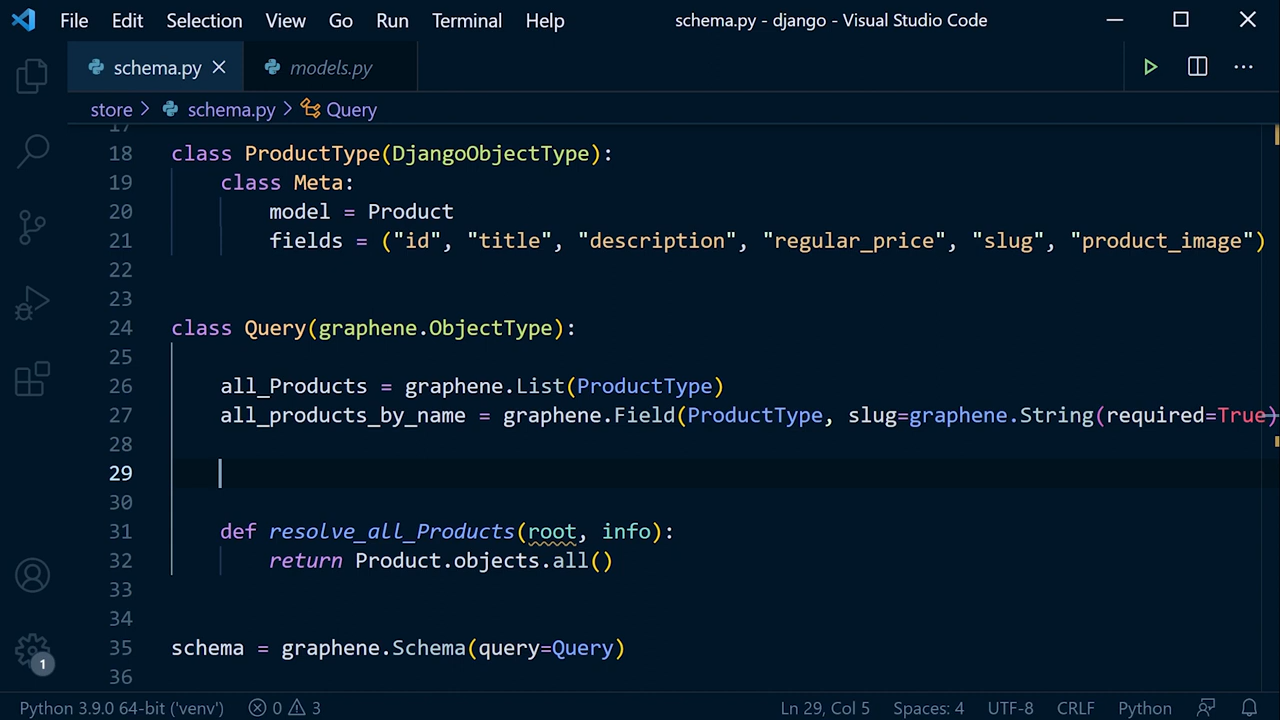 File Edit Selection View Go Run Terminal Help schema.py - django - Visual Studio Code
schema.py models.py
store > schema.py > Query
17
18 class ProductType(DjangoObjectType):
19 class Meta:
20 model = Product
21 fields = ("id", "title", "description", "regular_price", "slug", "product_image")
22
23
24 class Query(graphene.ObjectType):
25
26 all_Products = graphene.List(ProductType)
27 all_products_by_name = graphene.Field(ProductType, slug=graphene.String(required=True)
28
29
30
31 def resolve_all_Products(root, info):
32 return Product.objects.all()
33
34
35 schema = graphene.Schema(query=Query)
36
1
Python 3.9.0 64-bit ('venv') 0 3 Ln 29, Col 5 Spaces: 4 UTF-8 CRLF Python